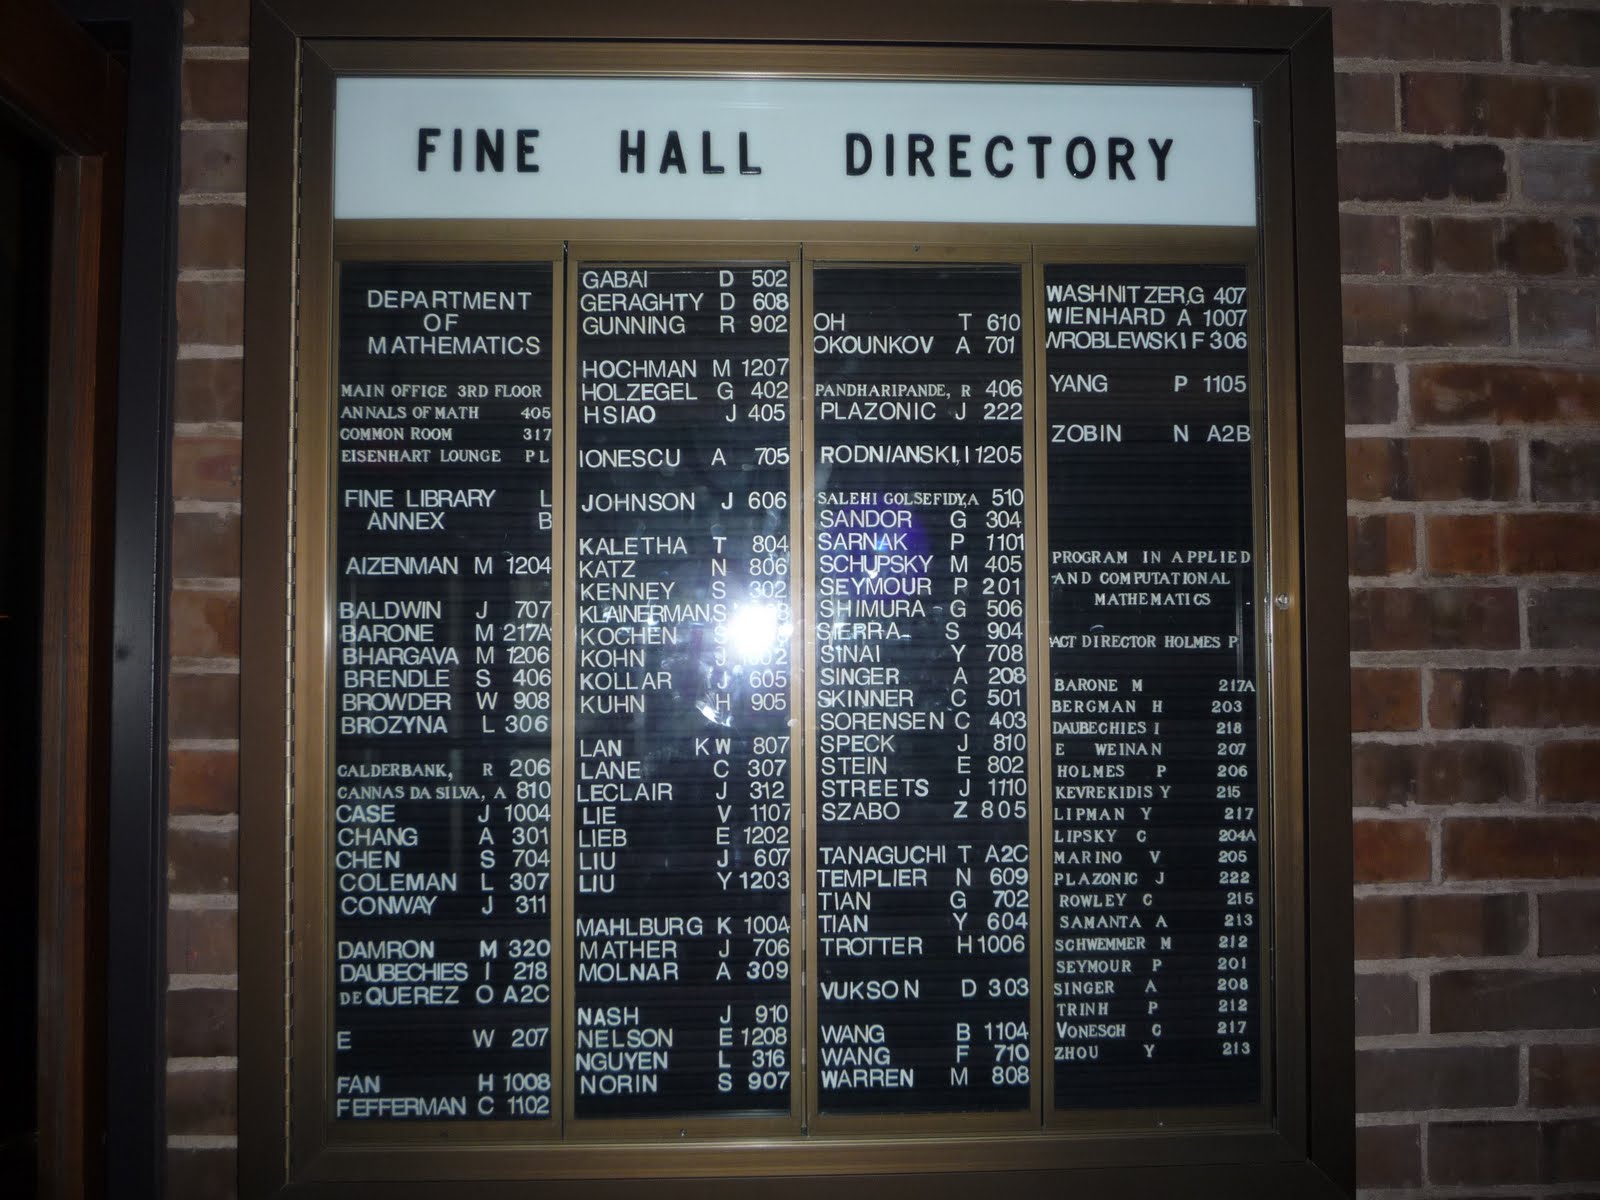 FINE HALL DIRECTORY
DEPARTMENT
OF
MATHEMATICS
MAIN OFFICE 3RD FLOOR
ANNALS OF MATH 405
COMMON ROOM 317
EISENHART LOUNGE PL
FINE LIBRARY L
ANNEX B
AIZENMAN M 1204
BALDWIN J 707
BARONE M 217A
BHARGAVA M 1206
BRENDLE S 406
BROWDER W 908
BROZYNA L 306
CALDERBANK, R 206
CANNAS DA SILVA, A 810
CASE J 1004
CHANG A 301
CHEN S 704
COLEMAN L 307
CONWAY J 311
DAMRON M 320
DAUBECHIES I 218
DE QUEREZ O A2C
E W 207
FAN H 1008
FEFFERMAN C 1102
GABAI D 502
GERAGHTY D 608
GUNNING R 902
HOCHMAN M 1207
HOLZEGEL G 402
HSIAO J 405
IONESCU A 705
JOHNSON J 606
KALETHA T 804
KATZ N 806
KENNEY S 302
KLAINERMAN,S
KOCHEN
KOHN J
KOLLAR J 605
KUHN H 905
LAN KW 807
LANE C 307
LECLAIR J 312
LIE V 1107
LIEB E 1202
LIU J 607
LIU Y 1203
MAHLBURG K 1004
MATHER J 706
MOLNAR A 309
NASH J 910
NELSON E 1208
NGUYEN L 316
NORIN S 907
OH T 610
OKOUNKOV A 701
PANDHARIPANDE, R 406
PLAZONIC J 222
RODNIANSKI, I 1205
SALEHI GOLSEFIDY,A 510
SANDOR G 304
SARNAK P 1101
SCHUPSKY M 405
SEYMOUR P 201
SHIMURA G 506
SIERRA S 904
SINAI Y 708
SINGER A 208
SKINNER C 501
SORENSEN C 403
SPECK J 810
STEIN E 802
STREETS J 1110
SZABO Z 805
TANAGUCHI T A2C
TEMPLIER N 609
TIAN G 702
TIAN Y 604
TROTTER H 1006
VUKSON D 303
WANG B 1104
WANG F 710
WARREN M 808
WASHNITZER,G 407
WIENHARD A 1007
WROBLEWSKI F 306
YANG P 1105
ZOBIN N A2B
PROGRAM IN APPLIED
AND COMPUTATIONAL
MATHEMATICS
ACT DIRECTOR HOLMES P
BARONE M 217A
BERGMAN H 203
DAUBECHIES I 218
E WEINAN 207
HOLMES P 206
KEVREKIDIS Y 215
LIPMAN Y 217
LIPSKY C 204A
MARINO V 205
PLAZONIC J 222
ROWLEY C 215
SAMANTA A 213
SCHWEMMER M 212
SEYMOUR P 201
SINGER A 208
TRINH P 212
VONESCH C 217
ZHOU Y 213